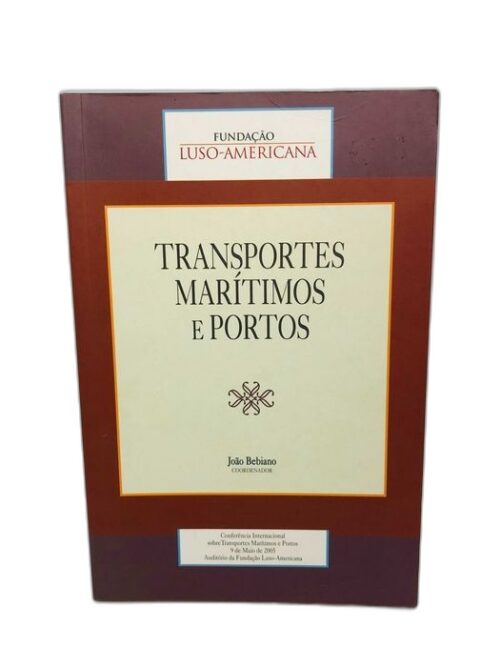 FUNDAÇÃO
LUSO-AMERICANA
TRANSPORTES
MARÍTIMOS
E PORTOS
João Bebiano
COORDENADOR
Conferência Internacional
sobre Transportes Marítimos e Portos
9 de Maio de 2005
Auditório da Fundação Luso-Americana